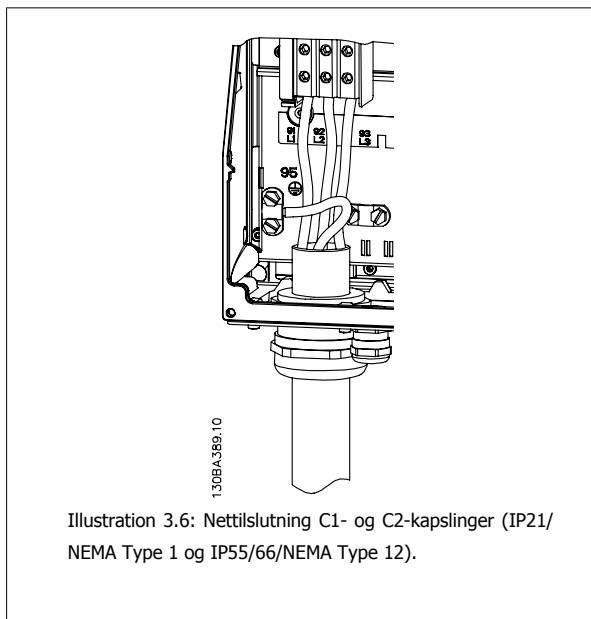 91 92 93
L1 L2 L3
95
130BA389.10
Illustration 3.6: Nettilslutning C1- og C2-kapslinger (IP21/
NEMA Type 1 og IP55/66/NEMA Type 12).